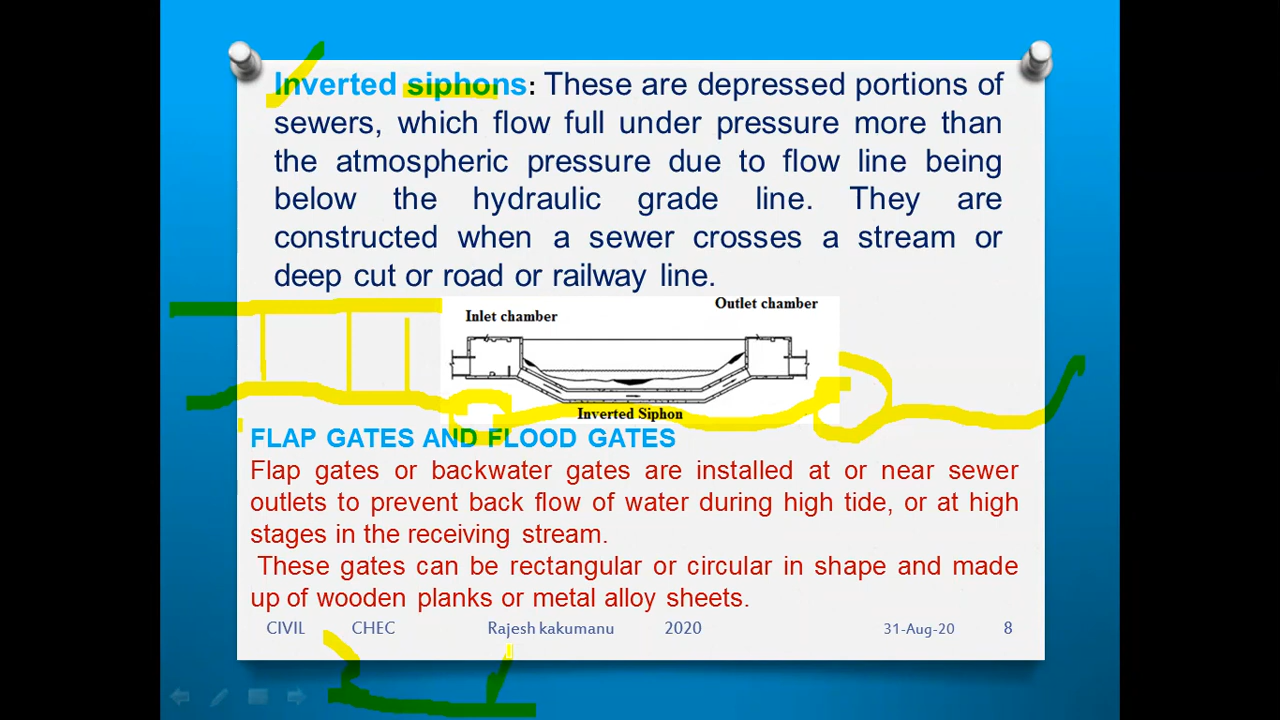 Inverted siphons: These are depressed portions of
sewers, which flow full under pressure more than
the atmospheric pressure due to flow line being
below the hydraulic grade line. They are
constructed when a sewer crosses a stream or
deep cut or road or railway line.
Outlet chamber
Inlet chamber
Inverted Siphon
FLAP GATES AND FLOOD GATES
Flap gates or backwater gates are installed at or near sewer
outlets to prevent back flow of water during high tide, or at high
stages in the receiving stream.
These gates can be rectangular or circular in shape and made
up of wooden planks or metal alloy sheets.
CIVIL CHEC Rajesh kakumanu 2020 31-Aug-20 8